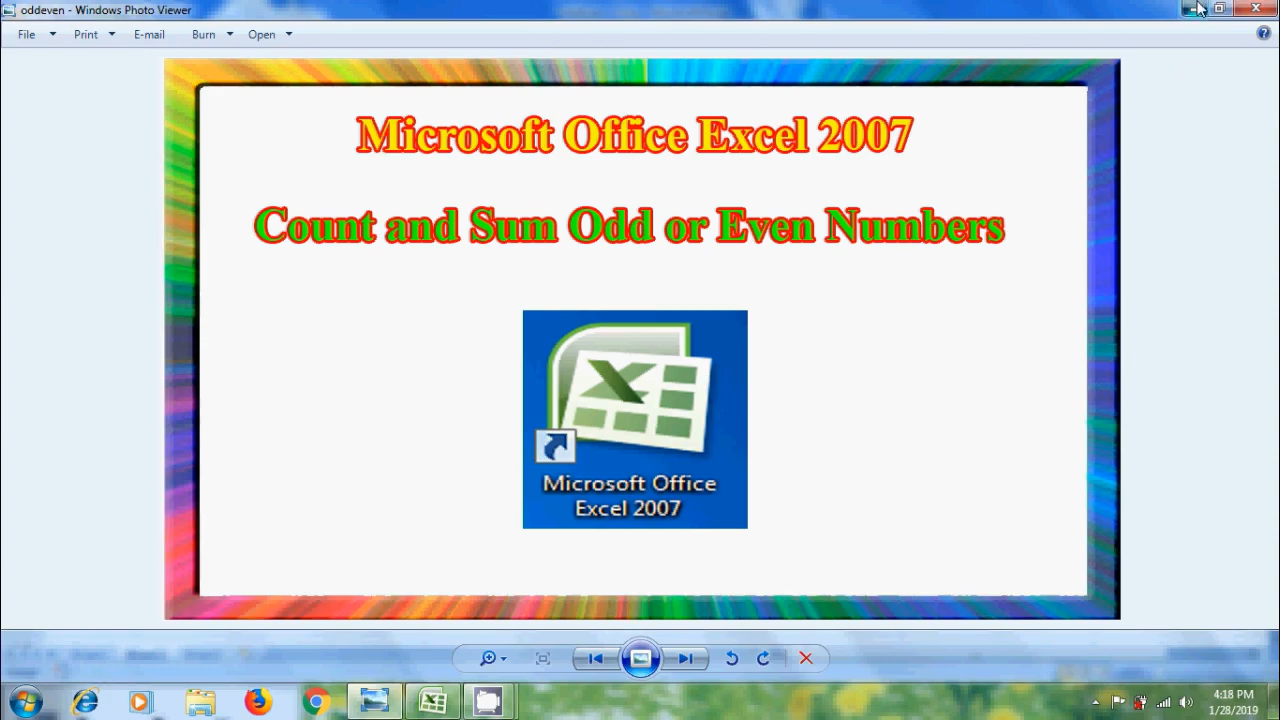 oddeven - Windows Photo Viewer
File Print E-mail Burn Open
Microsoft Office Excel 2007
Count and Sum Odd or Even Numbers
Microsoft Office
Excel 2007
4:18 PM
1/28/2019